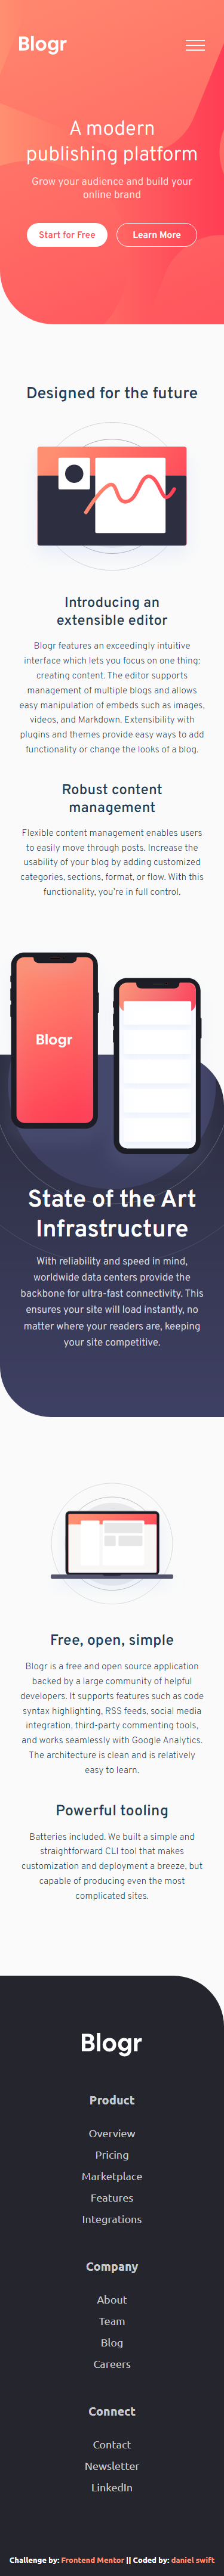 Blogr
A modern
publishing platform
Grow your audience and build your
online brand
Start for Free
Learn More
Designed for the future
Introducing an
extensible editor
Blogr features an exceedingly intuitive
interface which lets you focus on one thing:
creating content. The editor supports
management of multiple blogs and allows
easy manipulation of embeds such as images,
videos, and Markdown. Extensibility with
plugins and themes provide easy ways to add
functionality or change the looks of a blog.
Robust content
management
Flexible content management enables users
to easily move through posts. Increase the
usability of your blog by adding customized
categories, sections, format, or flow. With this
functionality, you're in full control.
Blogr
State of the Art
Infrastructure
With reliability and speed in mind,
worldwide data centers provide the
backbone for ultra-fast connectivity. This
ensures your site will load instantly, no
matter where your readers are, keeping
your site competitive.
Free, open, simple
Blogr is a free and open source application
backed by a large community of helpful
developers. It supports features such as code
syntax highlighting, RSS feeds, social media
integration, third-party commenting tools,
and works seamlessly with Google Analytics.
The architecture is clean and is relatively
easy to learn.
Powerful tooling
Batteries included. We built a simple and
straightforward CLI tool that makes
customization and deployment a breeze, but
capable of producing even the most
complicated sites.
Blogr
Product
Overview
Pricing
Marketplace
Features
Integrations
Company
About
Team
Blog
Careers
Connect
Contact
Newsletter
LinkedIn
Challenge by: Frontend Mentor || Coded by: daniel swift